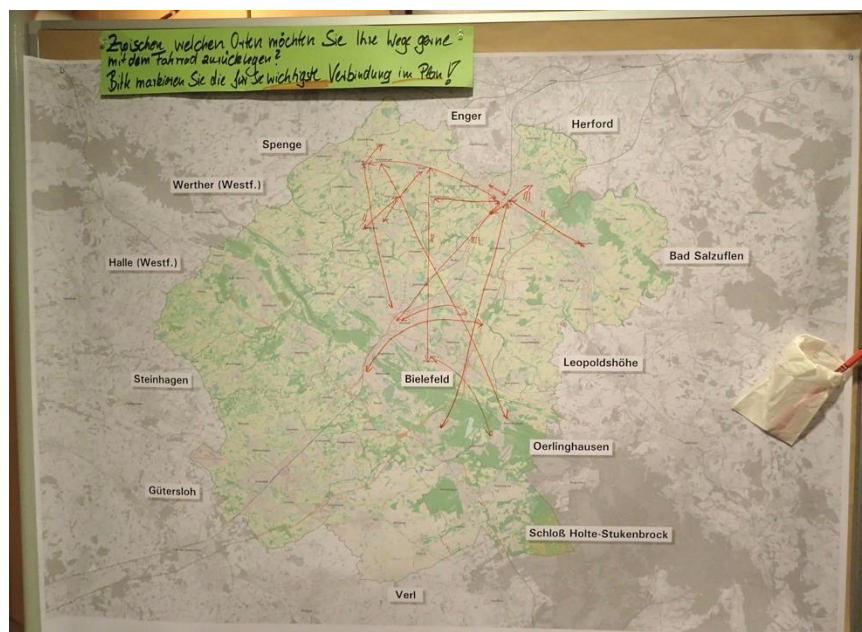 Zwischen welchen Orten möchten Sie Ihre Wege gerne
mit dem Fahrrad zurücklegen?
Bitte markieren Sie die für Sie wichtigste Verbindung im Plan!
Enger
Herford
Spenge
Werther (Westf.)
Halle (Westf.)
Bad Salzuflen
Leopoldshöhe
Steinhagen
Bielefeld
Oerlinghausen
Gütersloh
Schloß Holte-Stukenbrock
Verl